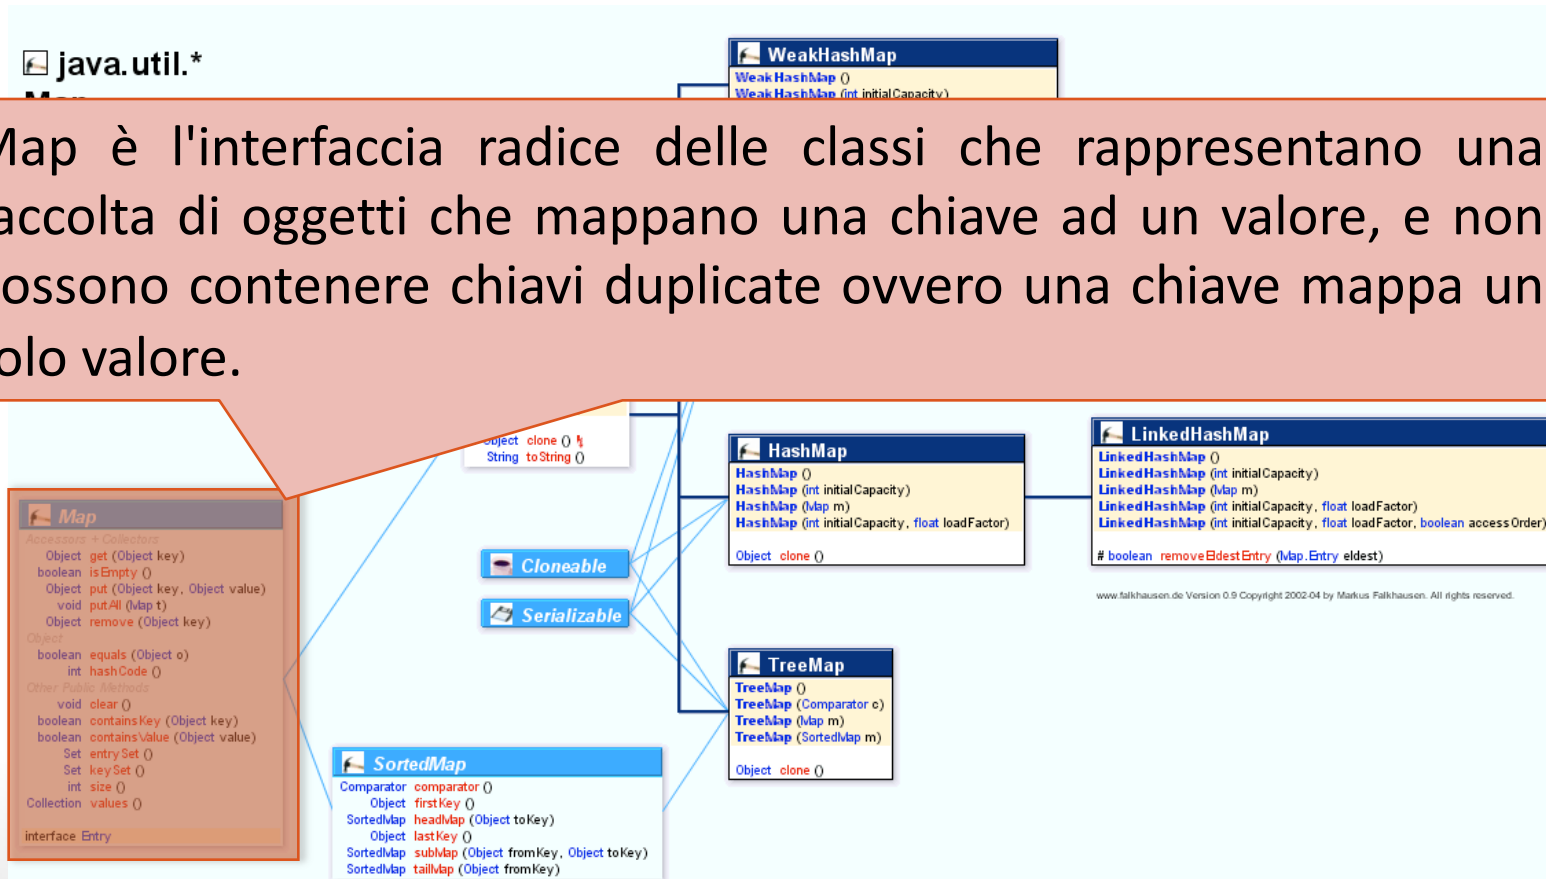 java.util.*
WeakHashMap
WeakHashMap ()
WeakHashMap (int initialCapacity)
Map è l'interfaccia radice delle classi che rappresentano una
accolta di oggetti che mappano una chiave ad un valore, e non
ossono contenere chiavi duplicate ovvero una chiave mappa un
olo valore.
Object clone ()
String toString ()
HashMap
HashMap ()
HashMap (int initialCapacity)
HashMap (Map m)
HashMap (int initialCapacity, float loadFactor)
Object clone ()
LinkedHashMap
LinkedHashMap ()
LinkedHashMap (int initialCapacity)
LinkedHashMap (Map m)
LinkedHashMap (int initialCapacity, float loadFactor)
LinkedHashMap (int initialCapacity, float loadFactor, boolean accessOrder)
# boolean removeEldestEntry (Map.Entry eldest)
www.falkhausen.de Version 0.9 Copyright 2002-04 by Markus Falkhausen. All rights reserved.
Map
Accessors + Collectors
Object get (Object key)
boolean isEmpty ()
Object put (Object key, Object value)
void putAll (Map t)
Object remove (Object key)
Object
boolean equals (Object o)
int hashCode ()
Other Public Methods
void clear ()
boolean containsKey (Object key)
boolean containsValue (Object value)
Set entrySet ()
Set keySet ()
int size ()
Collection values ()
interface Entry
Cloneable
Serializable
TreeMap
TreeMap ()
TreeMap (Comparator c)
TreeMap (Map m)
TreeMap (SortedMap m)
Object clone ()
SortedMap
Comparator comparator ()
Object firstKey ()
SortedMap headMap (Object toKey)
Object lastKey ()
SortedMap subMap (Object fromKey, Object toKey)
SortedMap tailMap (Object fromKey)